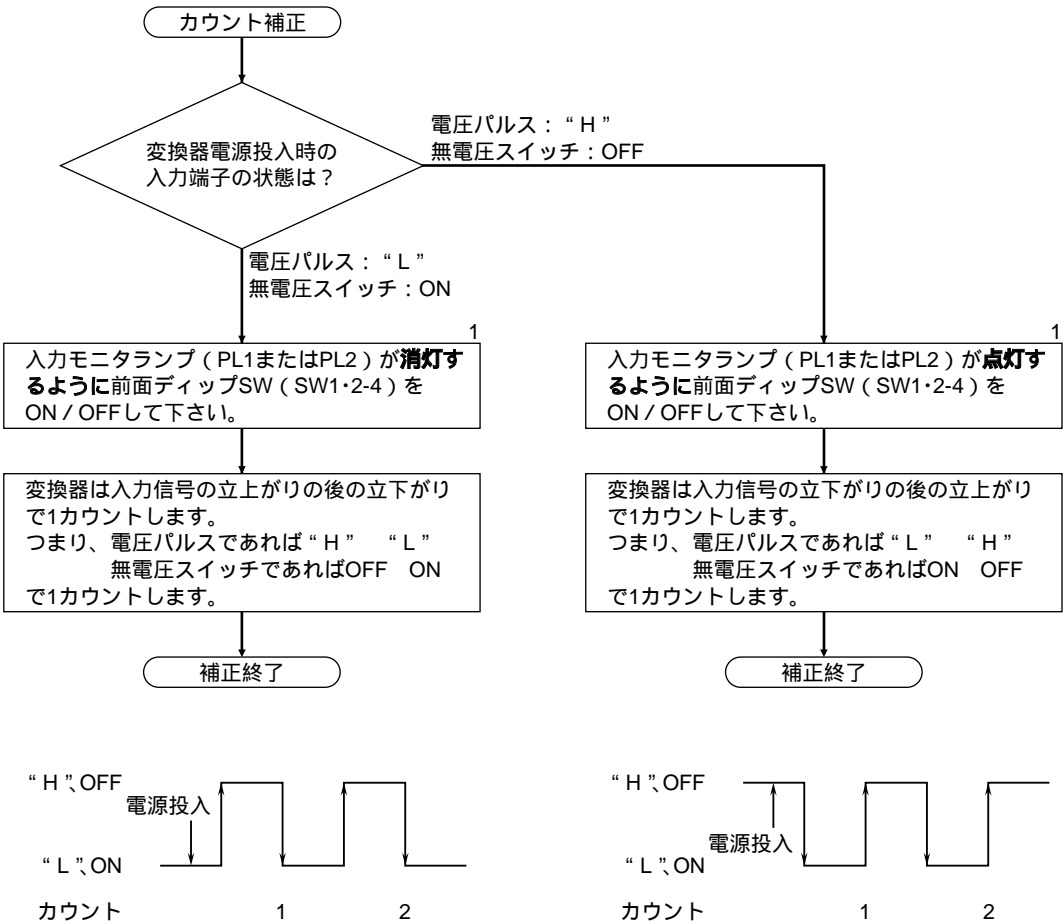 カウント補正
変換器電源投入時の
入力端子の状態は？
電圧パルス：“H”
無電圧スイッチ：OFF
電圧パルス：“L”
無電圧スイッチ：ON
1
入力モニタランプ（PL1またはPL2）が消灯す
るように前面ディップSW（SW1･2-4）を
ON／OFFして下さい。
変換器は入力信号の立上がりの後の立下がり
で1カウントします。
つまり、電圧パルスであれば“H”　“L”
無電圧スイッチであればOFF　ON
で1カウントします。
補正終了
1
入力モニタランプ（PL1またはPL2）が点灯す
るように前面ディップSW（SW1･2-4）を
ON／OFFして下さい。
変換器は入力信号の立下がりの後の立上がり
で1カウントします。
つまり、電圧パルスであれば“L”　“H”
無電圧スイッチであればON　OFF
で1カウントします。
補正終了
“H”､OFF
電源投入
“L”､ON
カウント 1 2
“H”､OFF
電源投入
“L”､ON
カウント 1 2